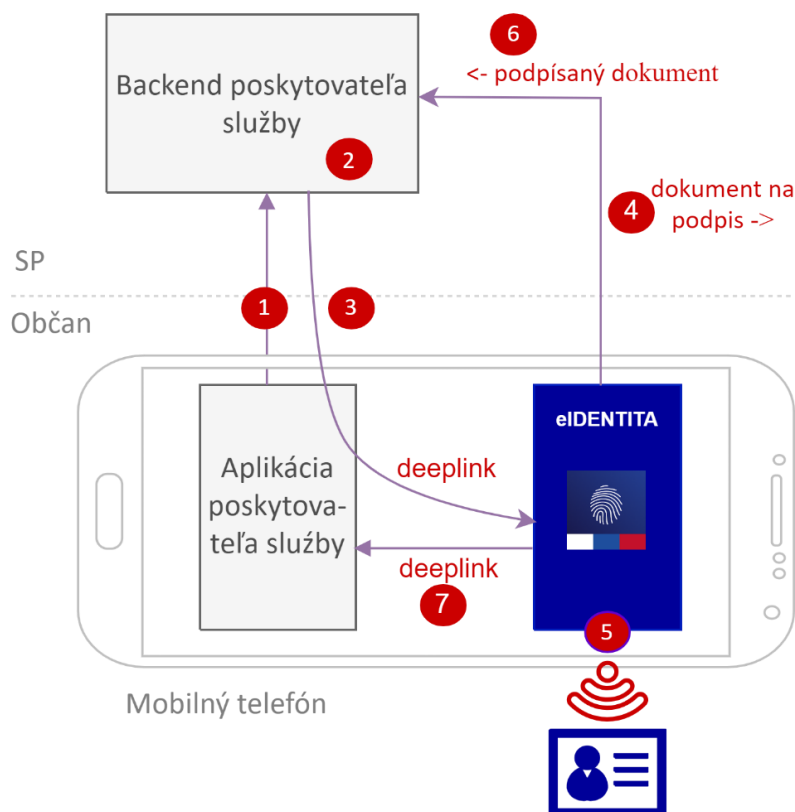 6
<- podpísaný dokument
Backend poskytovateľa
služby
2
4
dokument na
podpis ->
SP
1
3
Občan
eIDENTITA
Aplikácia
poskytova-
teľa služby
deeplink
deeplink
7
5
Mobilný telefón